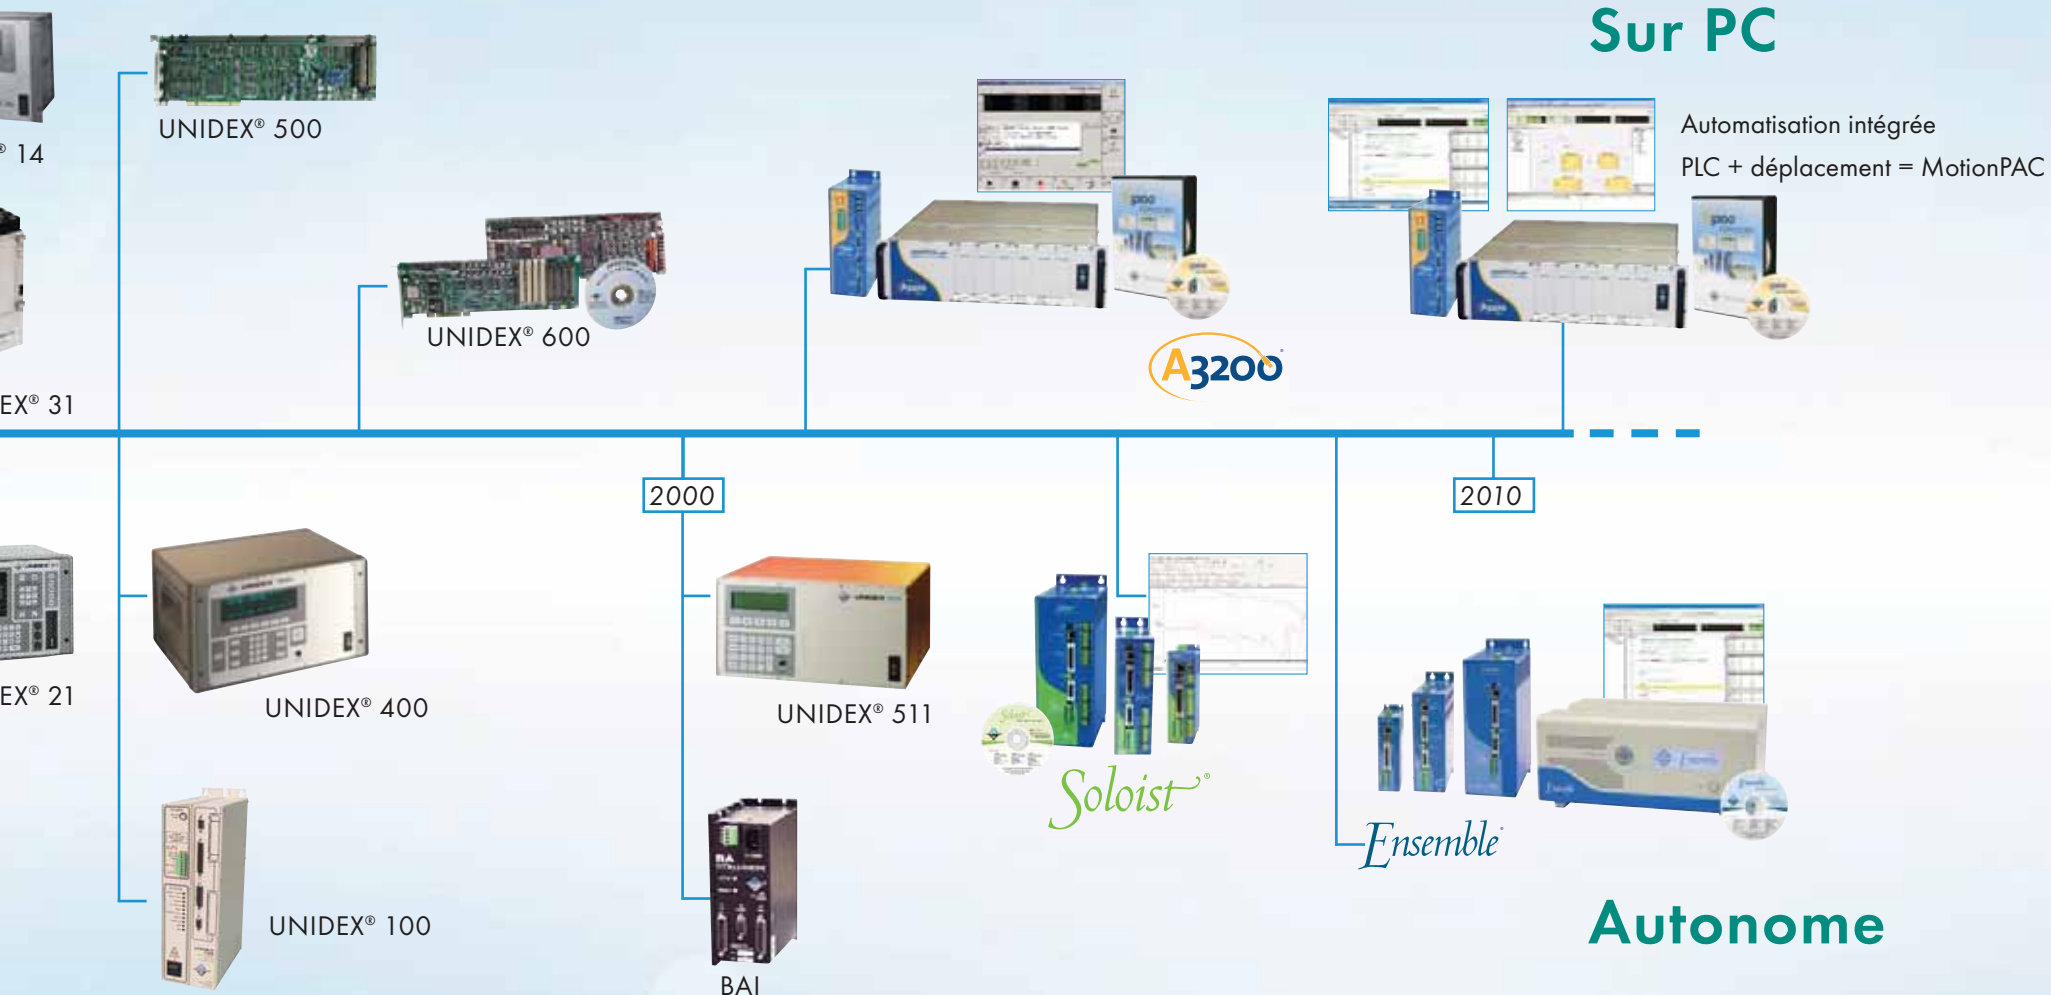 Sur PC
UNIDEX® 500
® 14
Automatisation intégrée
PLC + déplacement = MotionPAC
UNIDEX® 600
A3200
EX® 31
2000
2010
EX® 21
UNIDEX® 400
UNIDEX® 511
Soloist®
Ensemble®
UNIDEX® 100
BAI
Autonome